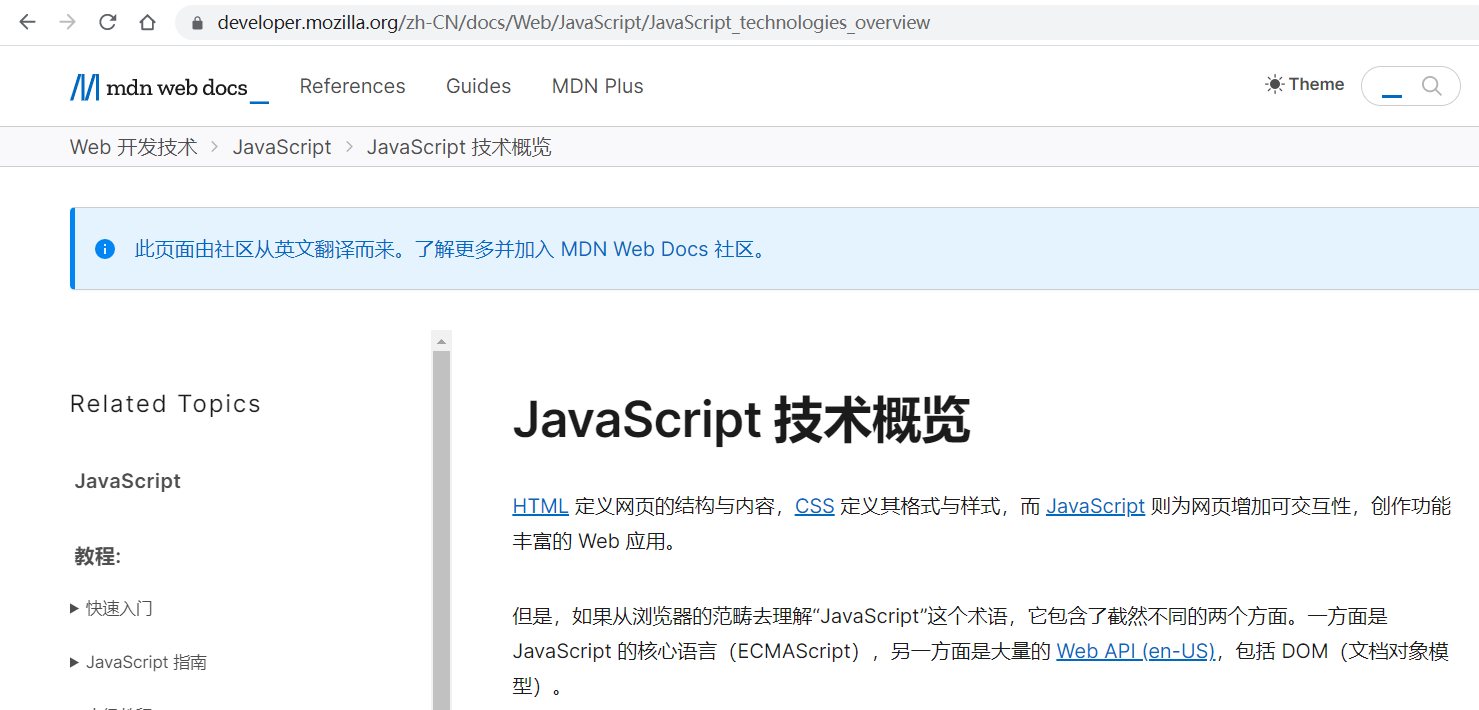 developer.mozilla.org/zh-CN/docs/Web/JavaScript/JavaScript_technologies_overview
mdn web docs_ References Guides MDN Plus Theme
Web 开发技术 > JavaScript > JavaScript 技术概览
此页面由社区从英文翻译而来。了解更多并加入 MDN Web Docs 社区。
Related Topics
JavaScript
教程:
快速入门
JavaScript 指南
JavaScript 技术概览
HTML 定义网页的结构与内容，CSS 定义其格式与样式，而 JavaScript 则为网页增加可交互性，创作功能
丰富的 Web 应用。
但是，如果从浏览器的范畴去理解“JavaScript”这个术语，它包含了截然不同的两个方面。一方面是
JavaScript 的核心语言（ECMAScript），另一方面是大量的 Web API (en-US)，包括 DOM（文档对象模
型）。